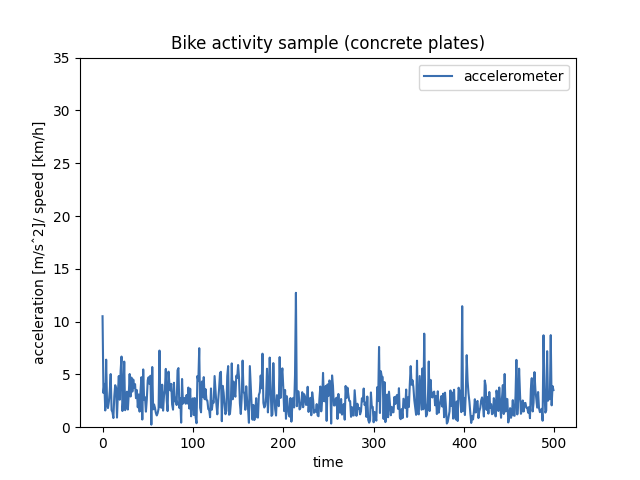 Bike activity sample (concrete plates)
accelerometer
35
30
25
20
15
10
5
0
acceleration [m/s^2]/ speed [km/h]
0 100 200 300 400 500
time